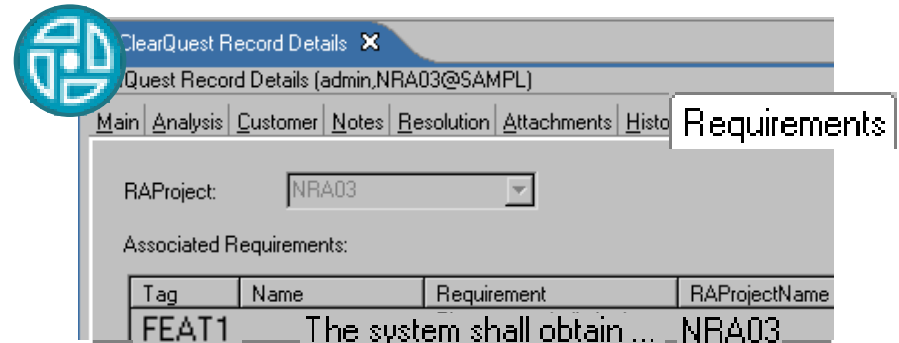 ClearQuest Record Details
Quest Record Details (admin,NRA03@SAMPL)
Main Analysis Customer Notes Resolution Attachments Histo Requirements
RAProject: NRA03
Associated Requirements:
Tag Name Requirement RAProjectName
FEAT1 The system shall obtain ... NRA03